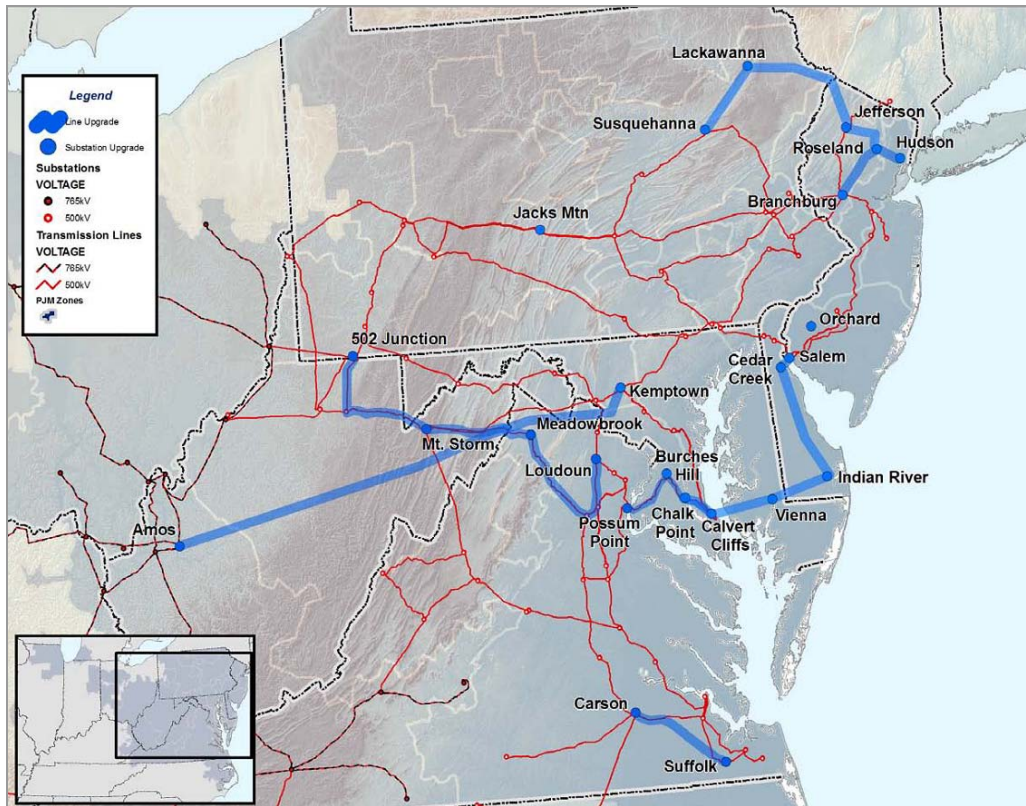 Legend
Line Upgrade
Substation Upgrade
Substations
VOLTAGE
765kV
500kV
Transmission Lines
VOLTAGE
765kV
500kV
PJM Zones
Lackawanna
Susquehanna
Jefferson
Roseland
Hudson
Branchburg
Jacks Mtn
Orchard
502 Junction
Cedar
Creek
Salem
Kemptown
Mt. Storm
Meadowbrook
Loudoun
Burches
Hill
Indian River
Possum
Point
Chalk
Point
Calvert
Cliffs
Vienna
Amos
Carson
Suffolk